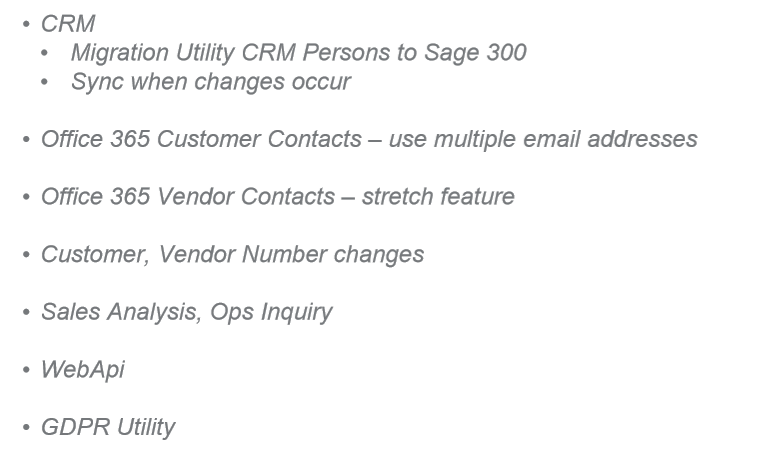 • CRM
• Migration Utility CRM Persons to Sage 300
• Sync when changes occur
• Office 365 Customer Contacts – use multiple email addresses
• Office 365 Vendor Contacts – stretch feature
• Customer, Vendor Number changes
• Sales Analysis, Ops Inquiry
• WebApi
• GDPR Utility